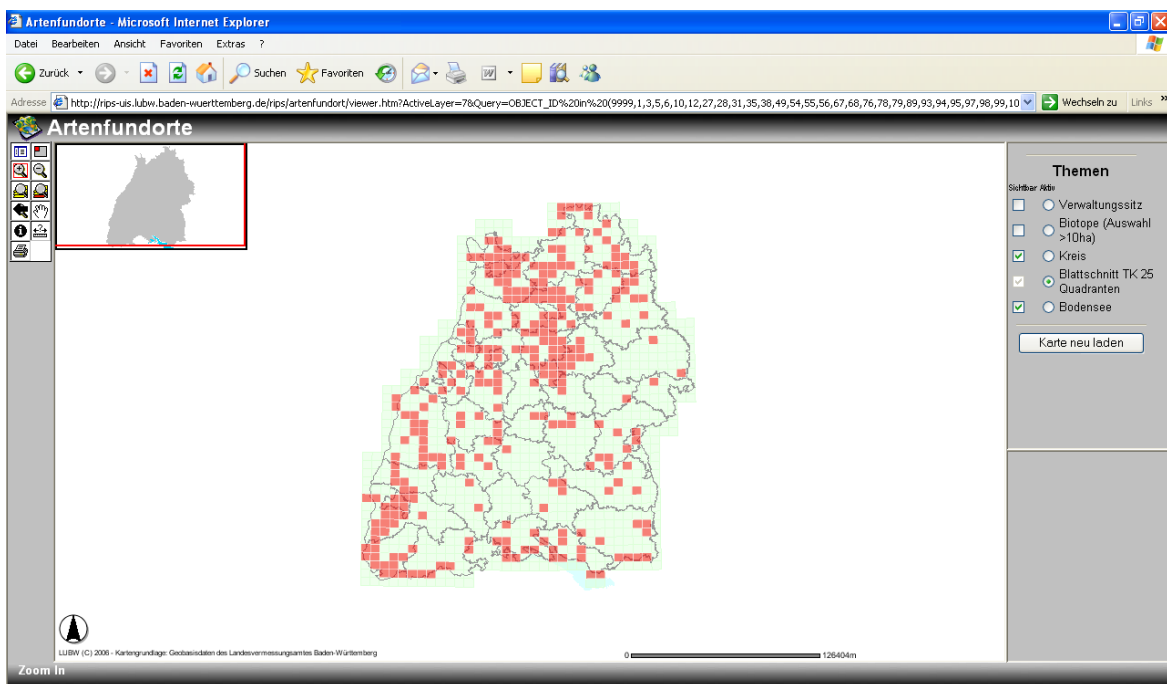 Artenfundorte - Microsoft Internet Explorer
Datei Bearbeiten Ansicht Favoriten Extras ?
Zurück Suchen Favoriten
Adresse http://rips-uis.lubw.baden-wuerttemberg.de/rips/artenfundort/viewer.htm?ActiveLayer=7&Query=OBJECT_ID%20in%20(9999,1,3,5,6,10,12,27,28,31,35,38,49,54,55,56,67,68,76,78,79,89,93,94,95,97,98,99,10 Wechseln zu Links »
Artenfundorte
Themen
Sichtbar Aktiv
Verwaltungssitz
Biotope (Auswahl
>10ha)
Kreis
Blattschnitt TK 25
Quadranten
Bodensee
Karte neu laden
LUBW (C) 2006 - Kartengrundlage: Geobasisdaten des Landesvermessungsamtes Baden-Württemberg
0 126404m
Zoom In